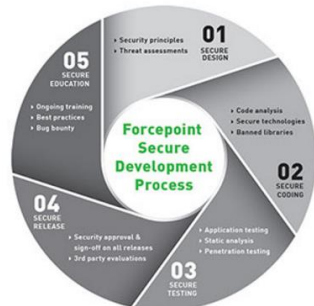 01
SECURE
DESIGN
› Security principles
› Threat assessments
02
SECURE
CODING
› Code analysis
› Secure technologies
› Banned libraries
03
SECURE
TESTING
› Application testing
› Static analysis
› Penetration testing
04
SECURE
RELEASE
› Security approval &
sign-off on all releases
› 3rd party evaluations
05
SECURE
EDUCATION
› Ongoing training
› Best practices
› Bug bounty
Forcepoint
Secure
Development
Process